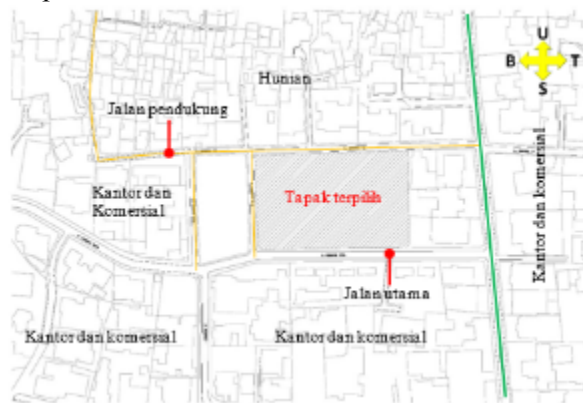 U
B T
S
Hunian
Jalan pendukung
Kantor dan
Komersial
Tapak terpilih
Kantor dan komersial
Jalan utama
Kantor dan komersial
Kantor dan komersial